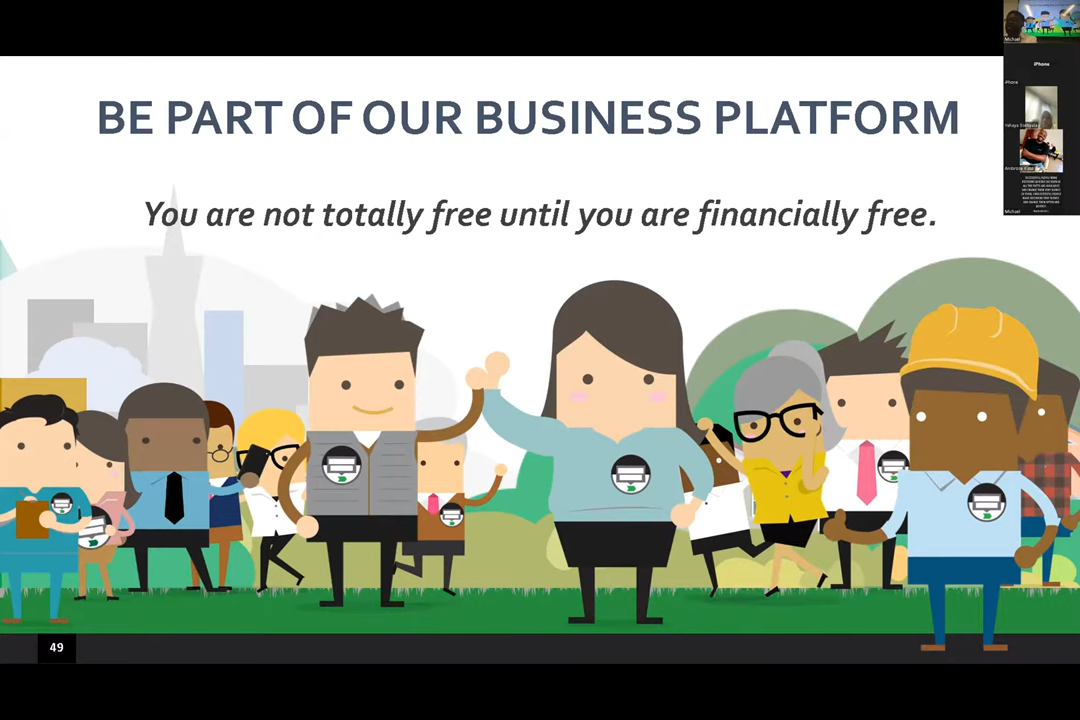 BE PART OF OUR BUSINESS PLATFORM
You are not totally free until you are financially free.
49
Michael
iPhone
iPhone
Michael